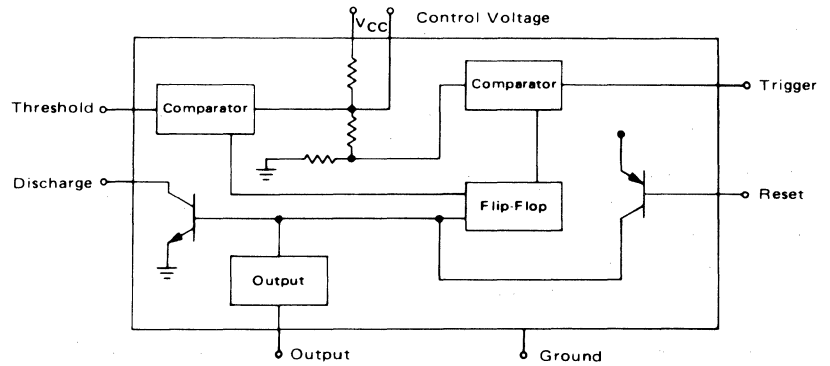 VCC Control Voltage
Comparator
Comparator
Trigger
Threshold
Discharge
Flip-Flop
Reset
Output
Output
Ground